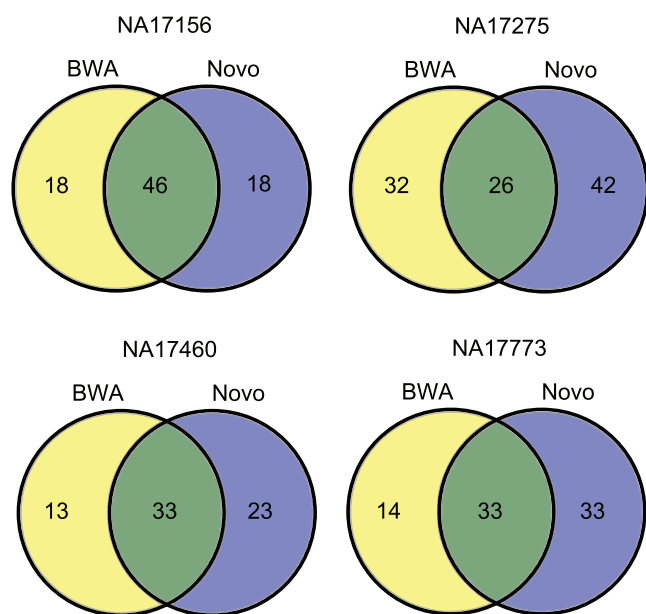 NA17156
BWA Novo
18 46 18
NA17275
BWA Novo
32 26 42
NA17460
BWA Novo
13 33 23
NA17773
BWA Novo
14 33 33